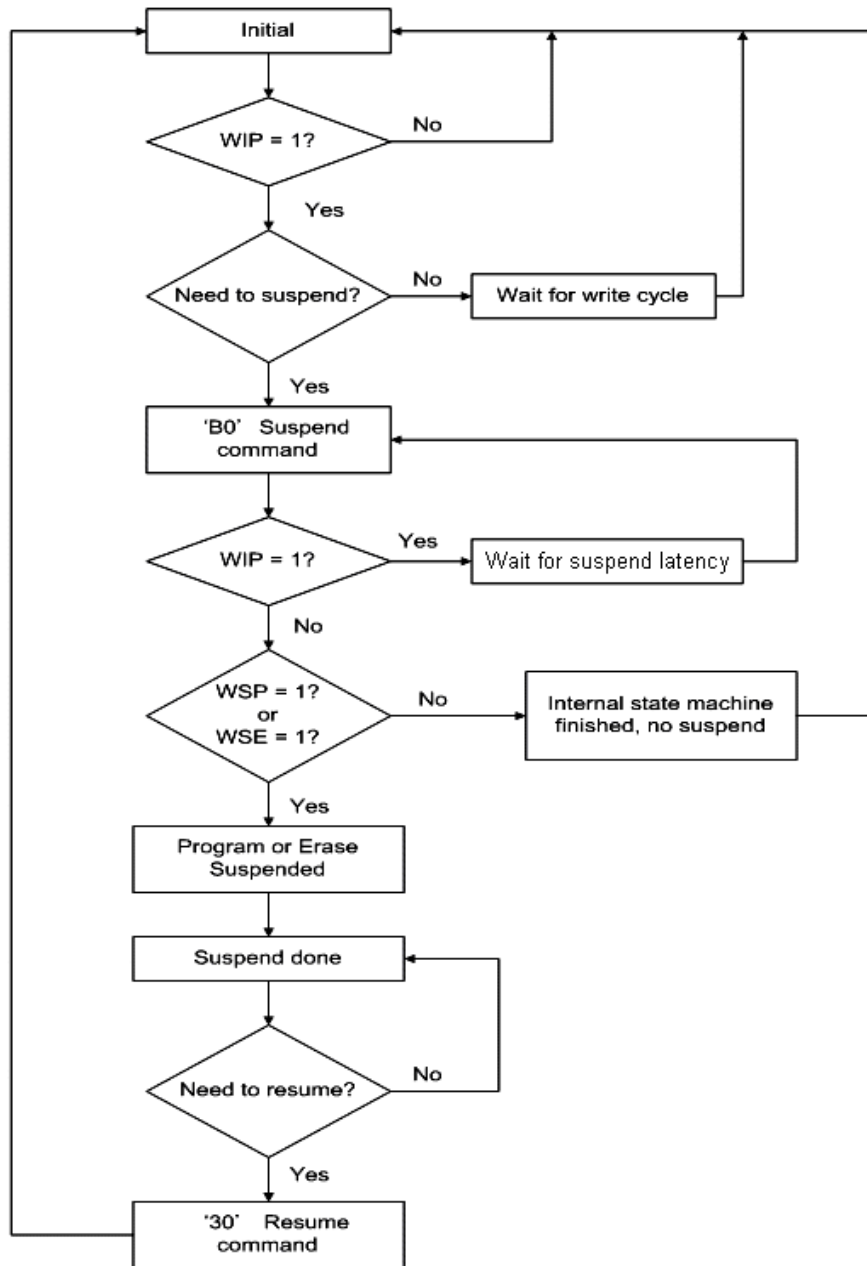 Initial
WIP = 1?
No
Yes
Need to suspend?
No
Wait for write cycle
Yes
‘B0’ Suspend
command
WIP = 1?
Yes
Wait for suspend latency
No
WSP = 1?
or
WSE = 1?
No
Internal state machine
finished, no suspend
Yes
Program or Erase
Suspended
Suspend done
Need to resume?
No
Yes
‘30’ Resume
command